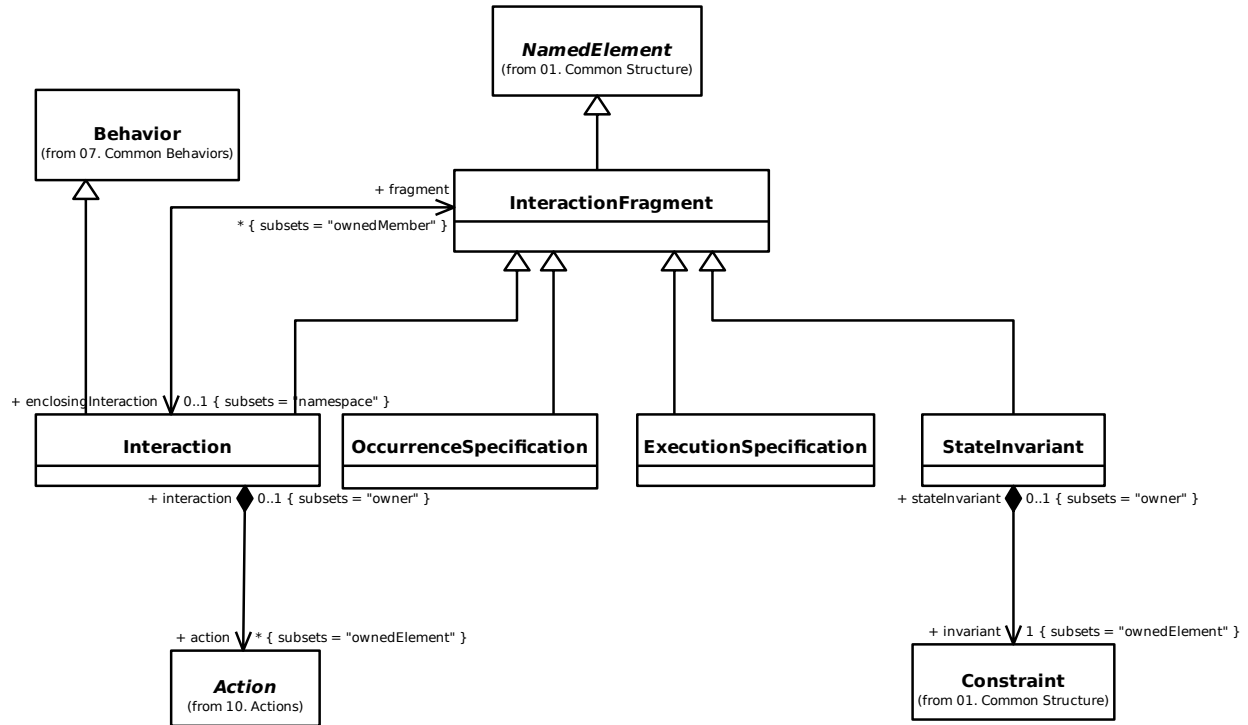 NamedElement
(from 01. Common Structure)
Behavior
(from 07. Common Behaviors)
+ fragment
InteractionFragment
* { subsets = "ownedMember" }
+ enclosingInteraction
0..1 { subsets = "namespace" }
Interaction
OccurrenceSpecification
ExecutionSpecification
StateInvariant
+ interaction
0..1 { subsets = "owner" }
+ stateInvariant
0..1 { subsets = "owner" }
+ action
* { subsets = "ownedElement" }
+ invariant
1 { subsets = "ownedElement" }
Action
(from 10. Actions)
Constraint
(from 01. Common Structure)